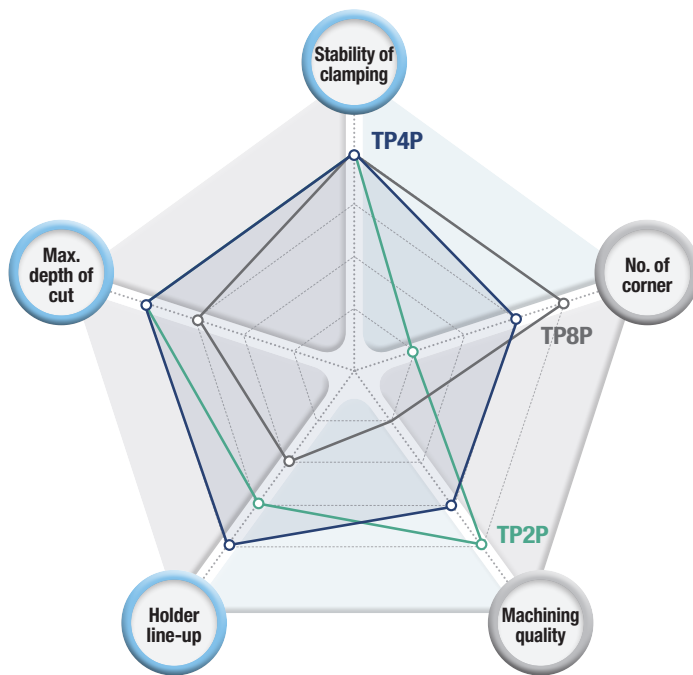 Stability of
clamping
TP4P
Max.
depth of
cut
No. of
corner
TP8P
TP2P
Holder
line-up
Machining
quality